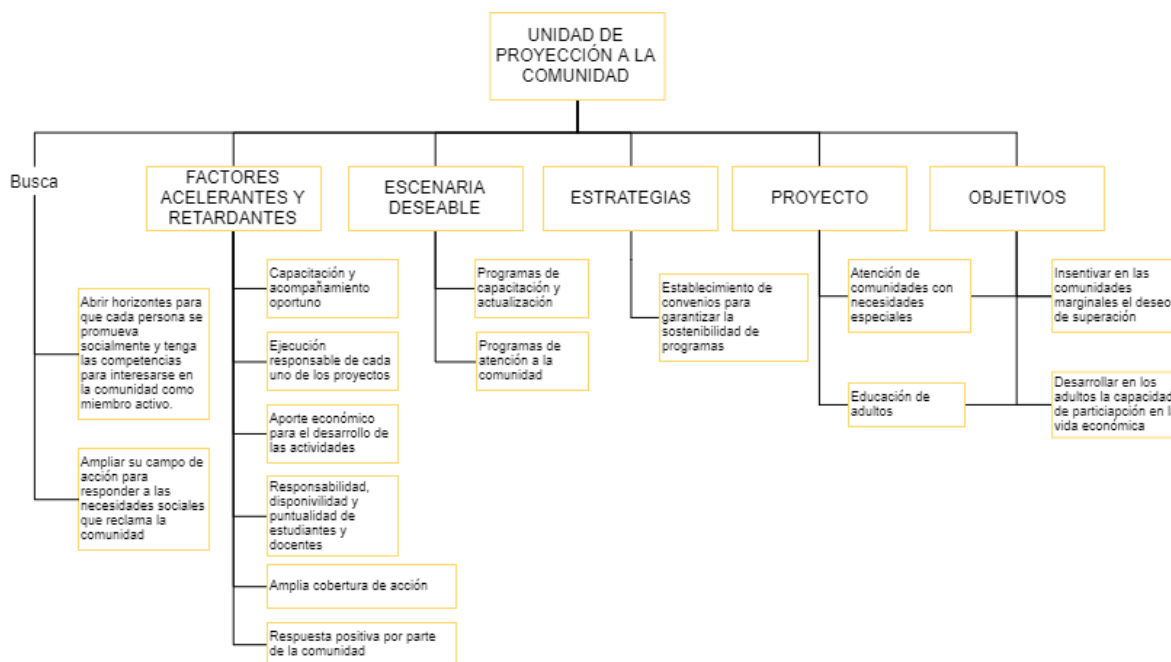 UNIDAD DE
PROYECCIÓN A LA
COMUNIDAD
Busca
Abrir horizontes para
que cada persona se
promueva
socialmente y tenga
las competencias
para interesarse en
la comunidad como
miembro activo.
Ampliar su campo de
acción para
responder a las
necesidades sociales
que reclama la
comunidad
FACTORES
ACELERANTES Y
RETARDANTES
Capacitación y
acompañamiento
oportuno
Ejecución
responsable de cada
uno de los proyectos
Aporte económico
para el desarrollo de
las actividades
Responsabilidad,
disponivilidad y
puntualidad de
estudiantes y
docentes
Amplia cobertura de acción
Respuesta positiva por parte
de la comunidad
ESCENARIA
DESEABLE
Programas de
capacitación y
actualización
Programas de
atención a la
comunidad
ESTRATEGIAS
Establecimiento de
convenios para
garantizar la
sostenibilidad de
programas
PROYECTO
Atención de
comunidades con
necesidades
especiales
Educación de
adultos
OBJETIVOS
Insentivar en las
comunidades
marginales el deseo
de superación
Desarrollar en los
adultos la capacidad
de particiapción en la
vida económica